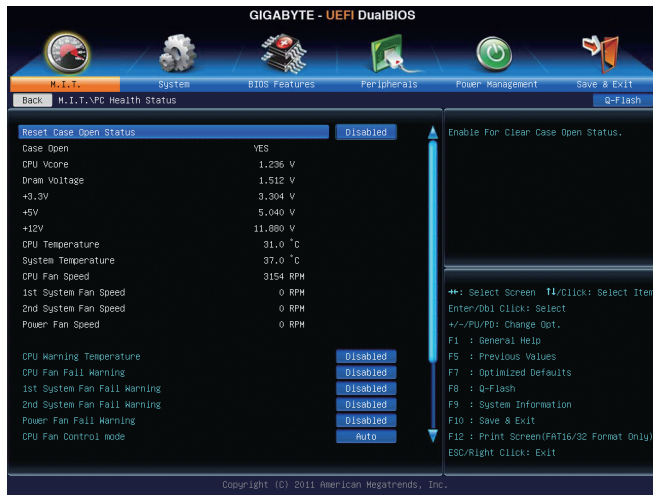 GIGABYTE - UEFI DualBIOS
M.I.T. System BIOS Features Peripherals Power Management Save & Exit
Back M.I.T.\PC Health Status Q-Flash
Reset Case Open Status Disabled
Case Open YES
CPU Vcore 1.236 V
Dram Voltage 1.512 V
+3.3V 3.304 V
+5V 5.040 V
+12V 11.880 V
CPU Temperature 31.0 °C
System Temperature 37.0 °C
CPU Fan Speed 3154 RPM
1st System Fan Speed 0 RPM
2nd System Fan Speed 0 RPM
Power Fan Speed 0 RPM
CPU Warning Temperature Disabled
CPU Fan Fail Warning Disabled
1st System Fan Fail Warning Disabled
2nd System Fan Fail Warning Disabled
Power Fan Fail Warning Disabled
CPU Fan Control mode Auto
Enable For Clear Case Open Status.
→←: Select Screen ↑↓/Click: Select Item
Enter/Dbl Click: Select
+/-/PU/PD: Change Opt.
F1 : General Help
F5 : Previous Values
F7 : Optimized Defaults
F8 : Q-Flash
F9 : System Information
F10 : Save & Exit
F12 : Print Screen(FAT16/32 Format Only)
ESC/Right Click: Exit
Copyright (C) 2011 American Megatrends, Inc.